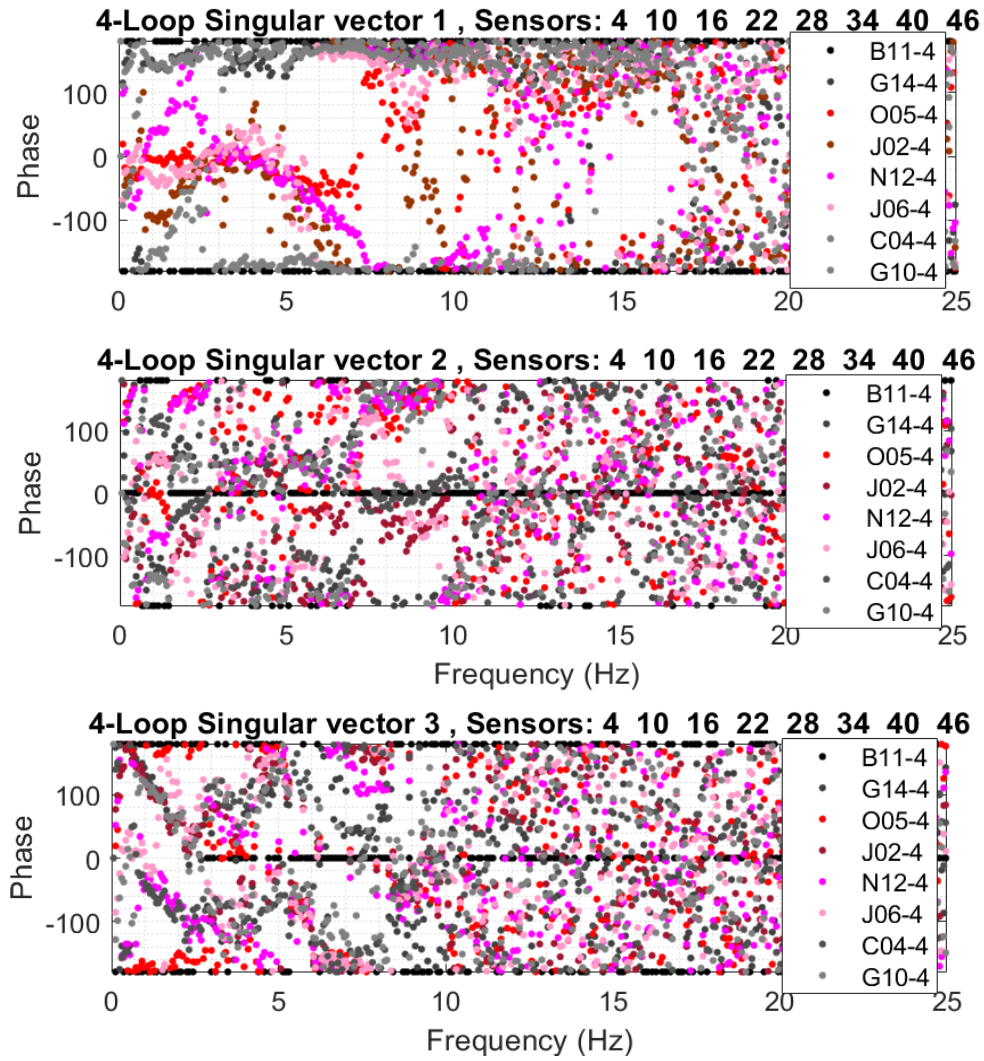 4-Loop Singular vector 1 , Sensors: 4 10 16 22 28 34 40 46
Phase
100
0
-100
0 5 10 15 20 25
B11-4
G14-4
O05-4
J02-4
N12-4
J06-4
C04-4
G10-4
4-Loop Singular vector 2 , Sensors: 4 10 16 22 28 34 40 46
Phase
100
0
-100
0 5 10 15 20 25
Frequency (Hz)
B11-4
G14-4
O05-4
J02-4
N12-4
J06-4
C04-4
G10-4
4-Loop Singular vector 3 , Sensors: 4 10 16 22 28 34 40 46
Phase
100
0
-100
0 5 10 15 20 25
Frequency (Hz)
B11-4
G14-4
O05-4
J02-4
N12-4
J06-4
C04-4
G10-4